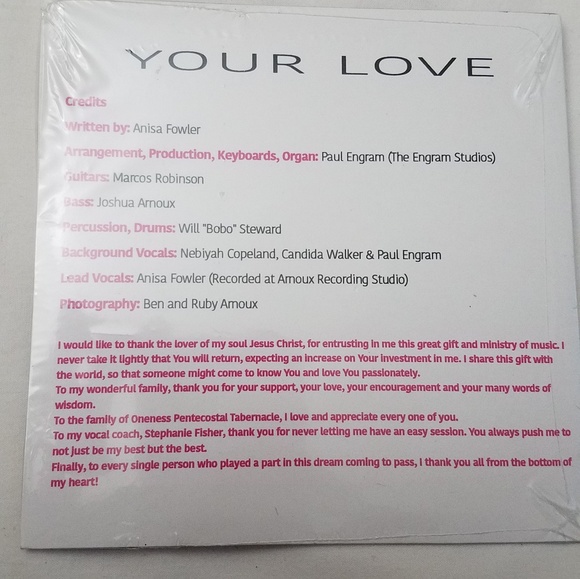 YOUR LOVE
Credits
Written by: Anisa Fowler
Arrangement, Production, Keyboards, Organ: Paul Engram (The Engram Studios)
Guitars: Marcos Robinson
Bass: Joshua Arnoux
Percussion, Drums: Will "Bobo" Steward
Background Vocals: Nebiyah Copeland, Candida Walker & Paul Engram
Lead Vocals: Anisa Fowler (Recorded at Arnoux Recording Studio)
Photography: Ben and Ruby Arnoux
I would like to thank the lover of my soul Jesus Christ, for entrusting in me this great gift and ministry of music. I
never take it lightly that You will return, expecting an increase on Your investment in me. I share this gift with
the world, so that someone might come to know You and love You passionately.
To my wonderful family, thank you for your support, your love, your encouragement and your many words of
wisdom.
To the family of Oneness Pentecostal Tabernacle, I love and appreciate every one of you.
To my vocal coach, Stephanie Fisher, thank you for never letting me have an easy session. You always push me to
not just be my best but the best.
Finally, to every single person who played a part in this dream coming to pass, I thank you all from the bottom of
my heart!